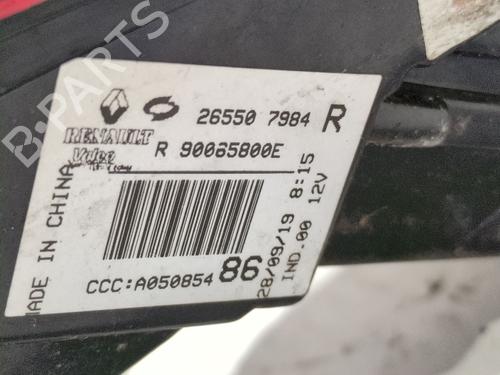 26550 7984 R
RENAULT
Valeo
R 90065800E
MADE IN CHINA
28/09/19 8:15
IND.00 12V
CCC:A050854 86
B-PARTS